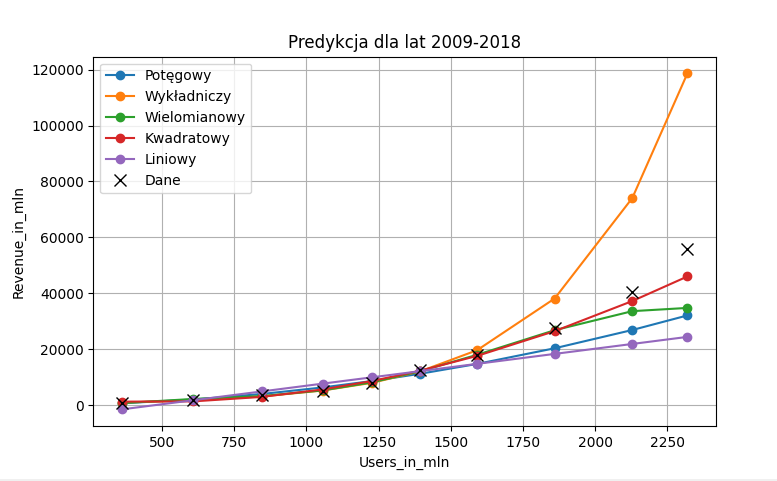 Predykcja dla lat 2009-2018
120000
100000
80000
60000
40000
20000
0
Revenue_in_mln
Potęgowy
Wykładniczy
Wielomianowy
Kwadratowy
Liniowy
Dane
500 750 1000 1250 1500 1750 2000 2250
Users_in_mln